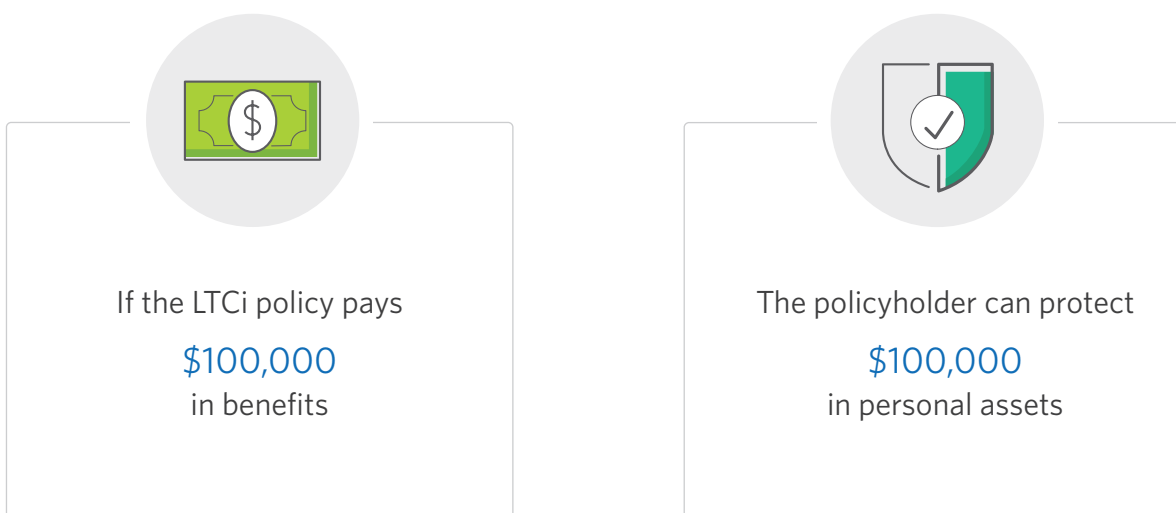 $
If the LTCi policy pays
$100,000
in benefits
The policyholder can protect
$100,000
in personal assets